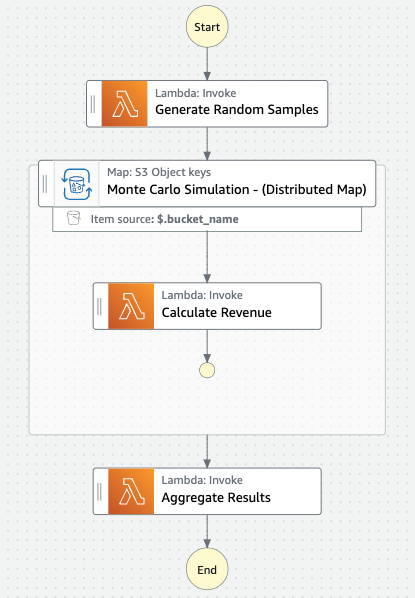 Start
Lambda: Invoke
Generate Random Samples
Map: S3 Object keys
Monte Carlo Simulation - (Distributed Map)
Item source: $.bucket_name
Lambda: Invoke
Calculate Revenue
Lambda: Invoke
Aggregate Results
End